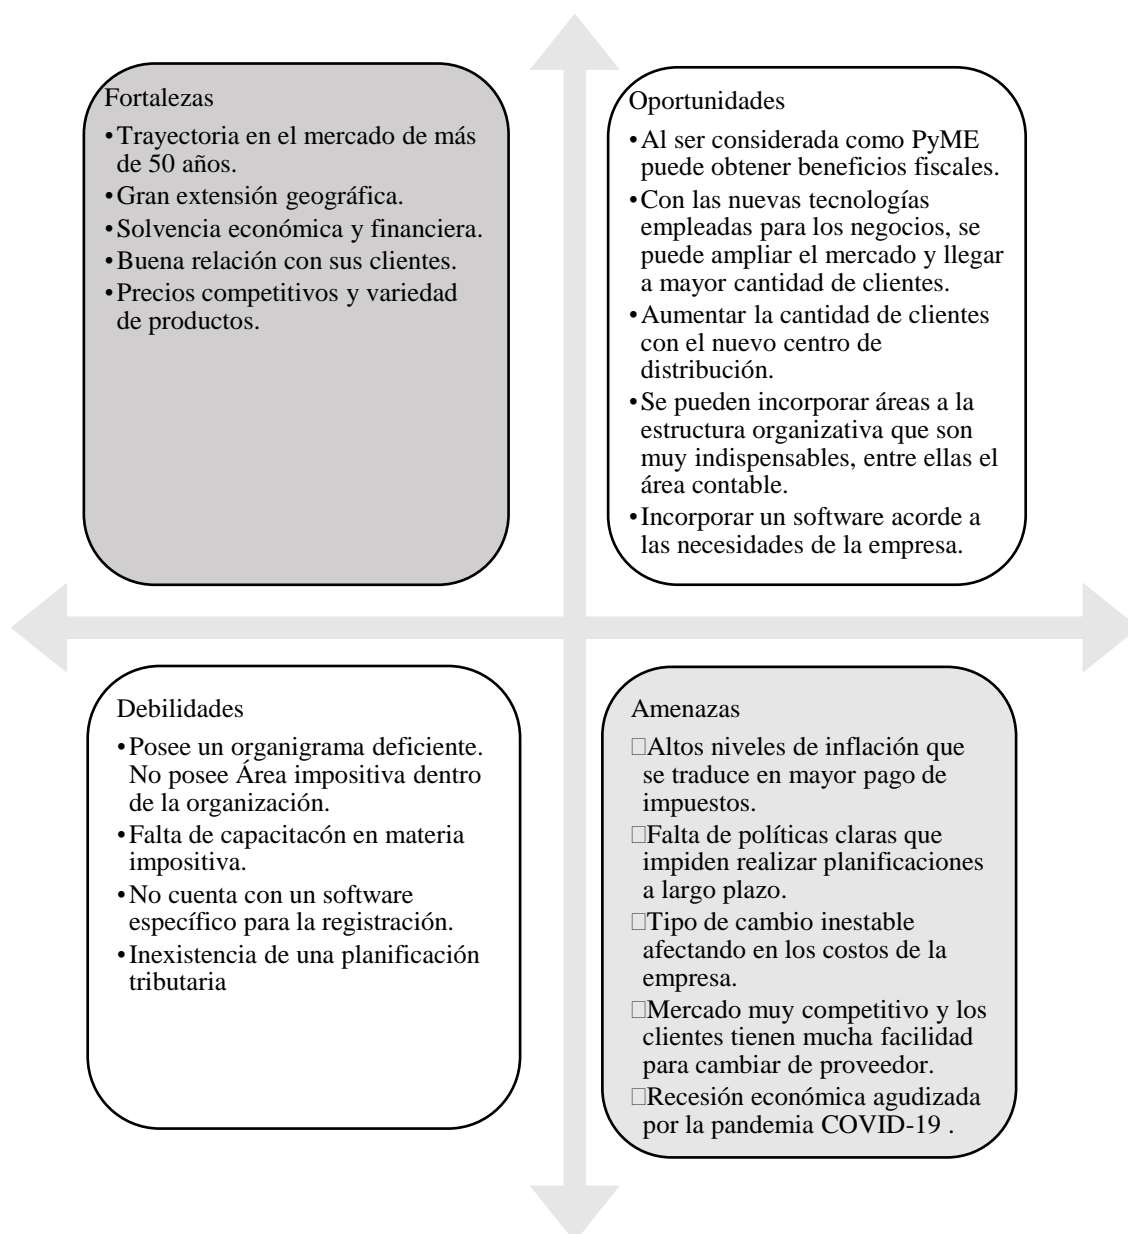 Fortalezas
•Trayectoria en el mercado de más
de 50 años.
•Gran extensión geográfica.
•Solvencia económica y financiera.
•Buena relación con sus clientes.
•Precios competitivos y variedad
de productos.
Oportunidades
•Al ser considerada como PyME
puede obtener beneficios fiscales.
•Con las nuevas tecnologías
empleadas para los negocios, se
puede ampliar el mercado y llegar
a mayor cantidad de clientes.
•Aumentar la cantidad de clientes
con el nuevo centro de
distribución.
•Se pueden incorporar áreas a la
estructura organizativa que son
muy indispensables, entre ellas el
área contable.
•Incorporar un software acorde a
las necesidades de la empresa.
Debilidades
•Posee un organigrama deficiente.
No posee Área impositiva dentro
de la organización.
•Falta de capacitacón en materia
impositiva.
•No cuenta con un software
específico para la registración.
•Inexistencia de una planificación
tributaria
Amenazas
□Altos niveles de inflación que
se traduce en mayor pago de
impuestos.
□Falta de políticas claras que
impiden realizar planificaciones
a largo plazo.
□Tipo de cambio inestable
afectando en los costos de la
empresa.
□Mercado muy competitivo y los
clientes tienen mucha facilidad
para cambiar de proveedor.
□Recesión económica agudizada
por la pandemia COVID-19 .